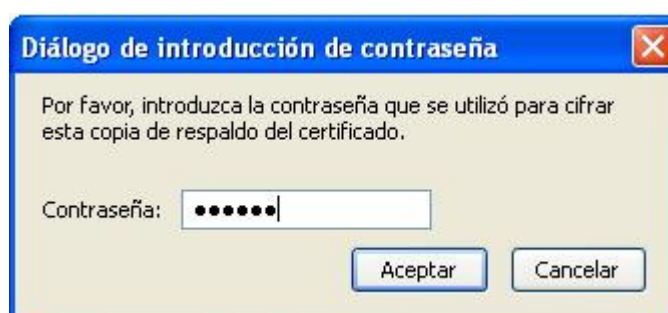 Diálogo de introducción de contraseña
Por favor, introduzca la contraseña que se utilizó para cifrar
esta copia de respaldo del certificado.
Contraseña: ●●●●●●
Aceptar Cancelar